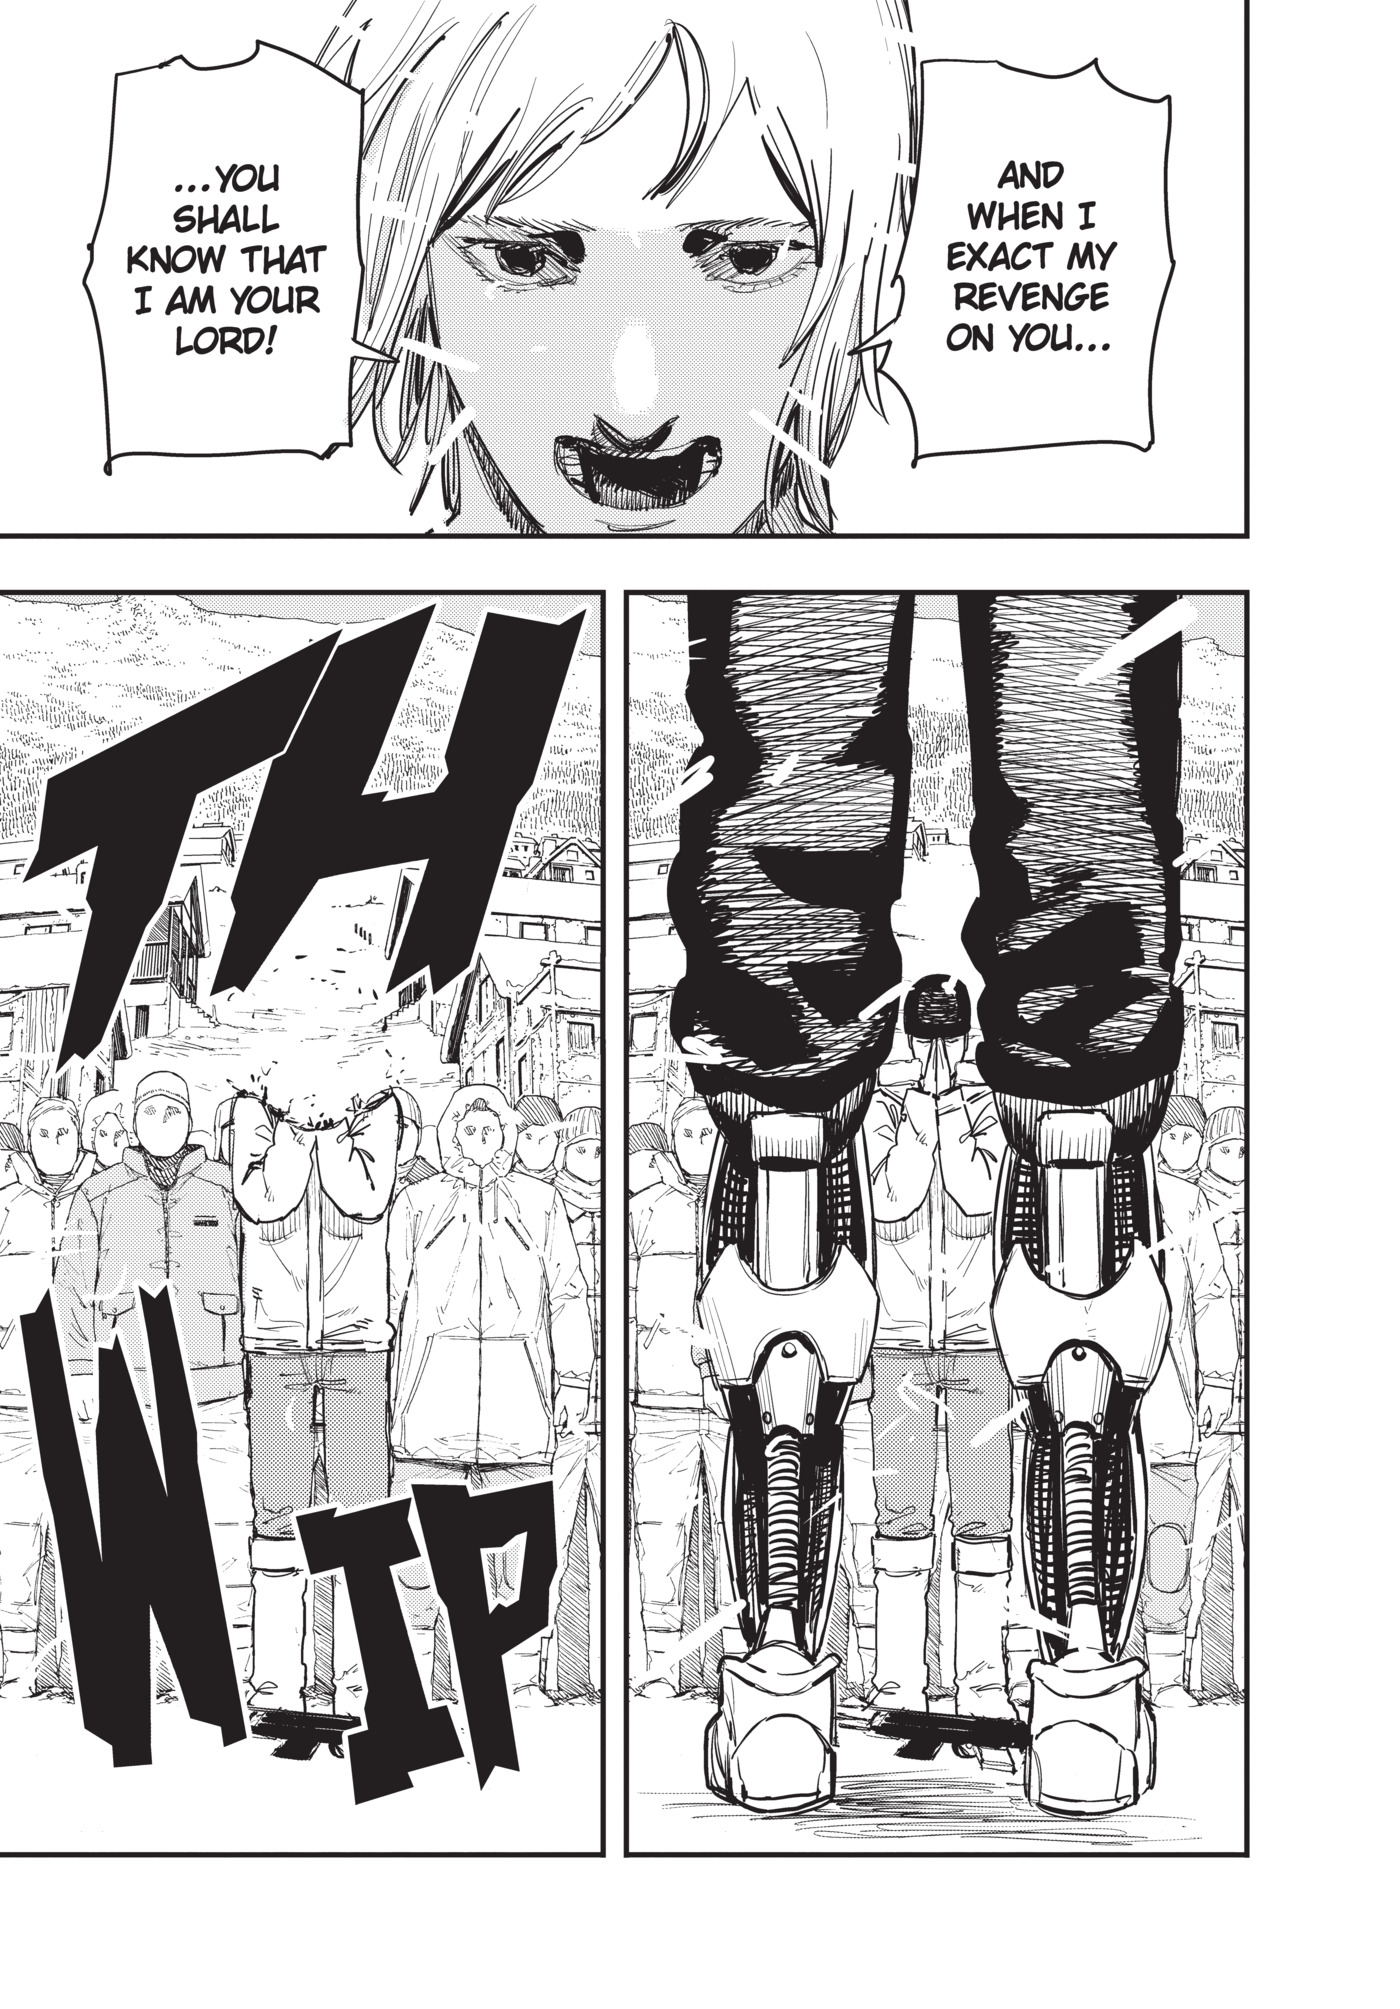 AND
WHEN I
EXACT MY
REVENGE
ON YOU...
...YOU
SHALL
KNOW THAT
I AM YOUR
LORD!
TH
WIP